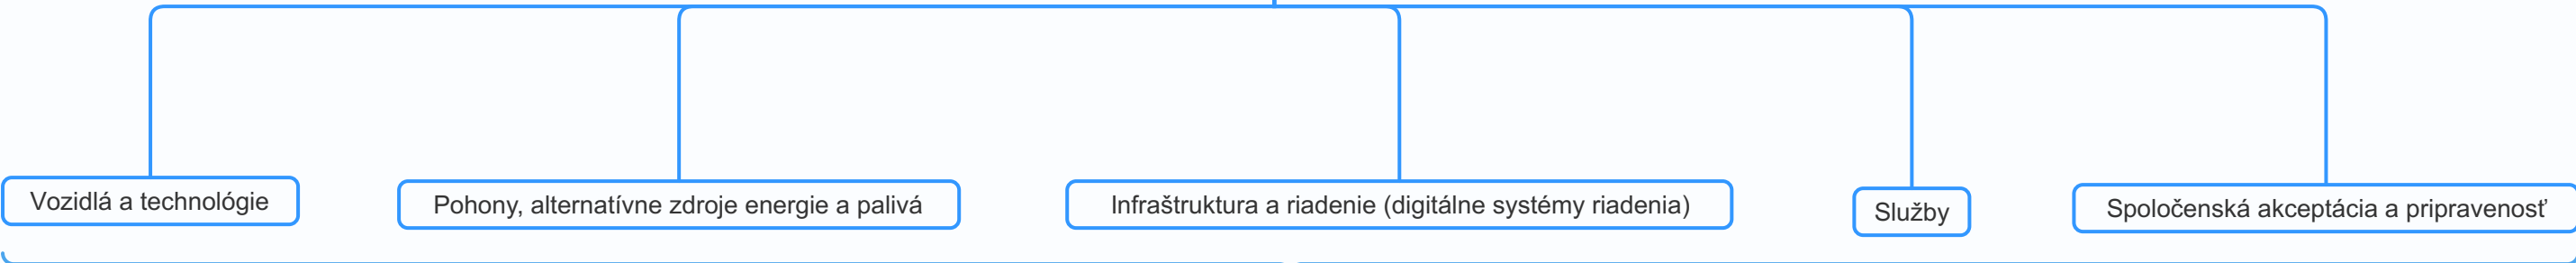 Vozidlá a technológie
Pohony, alternatívne zdroje energie a palivá
Infraštruktura a riadenie (digitálne systémy riadenia)
Služby
Spoločenská akceptácia a pripravenosť